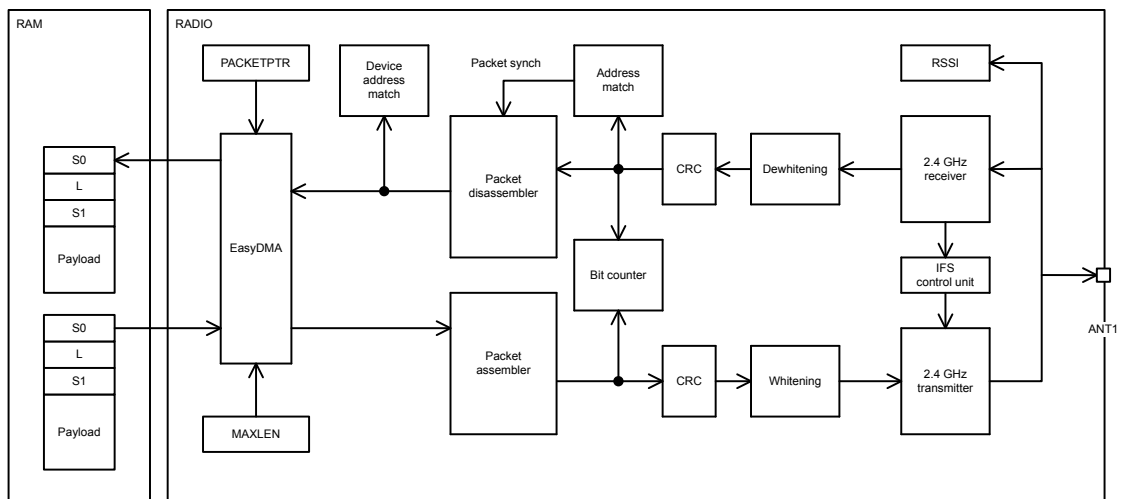 RAM
RADIO
PACKETPTR
Device
address
match
Packet synch
Address
match
RSSI
S0
L
S1
Payload
EasyDMA
Packet
disassembler
CRC
Dewhitening
2.4 GHz
receiver
Bit counter
IFS
control unit
ANT1
S0
L
S1
Payload
Packet
assembler
CRC
Whitening
2.4 GHz
transmitter
MAXLEN